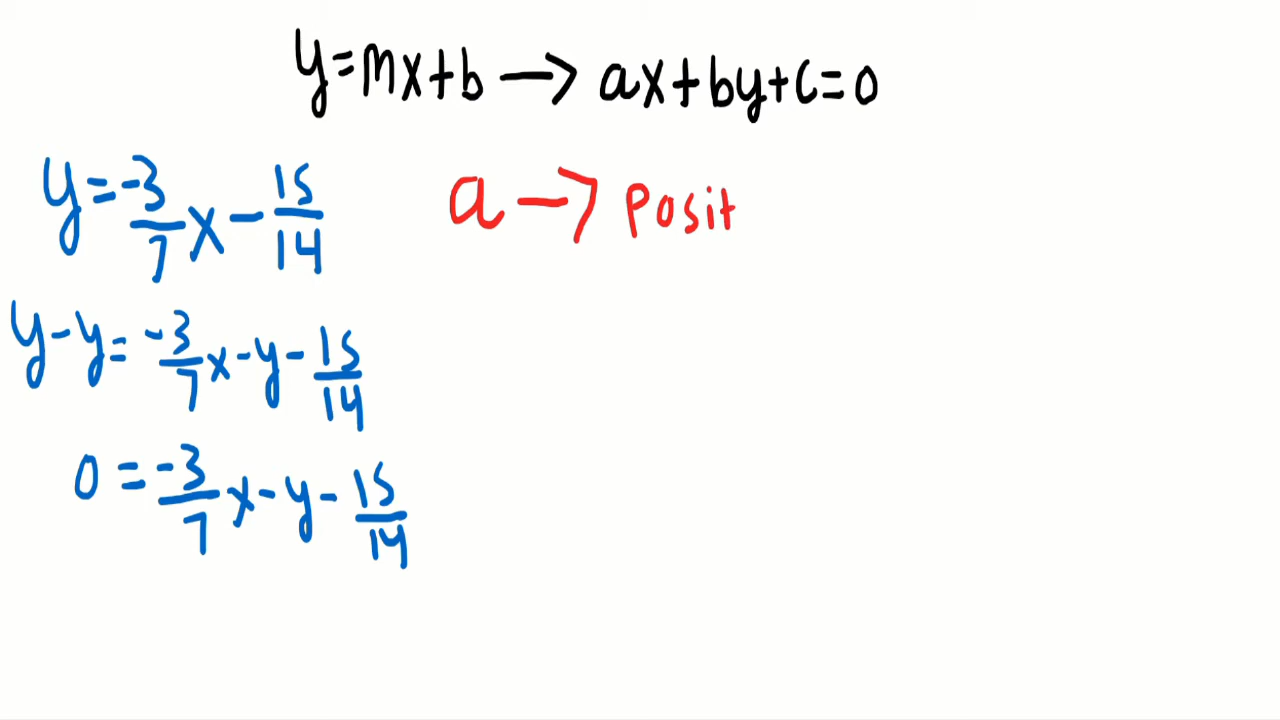 y=mx+b → ax+by+c=0
y=-3/7x-15/14
a → Posit
y-y=-3/7x-y-15/14
0=-3/7x-y-15/14